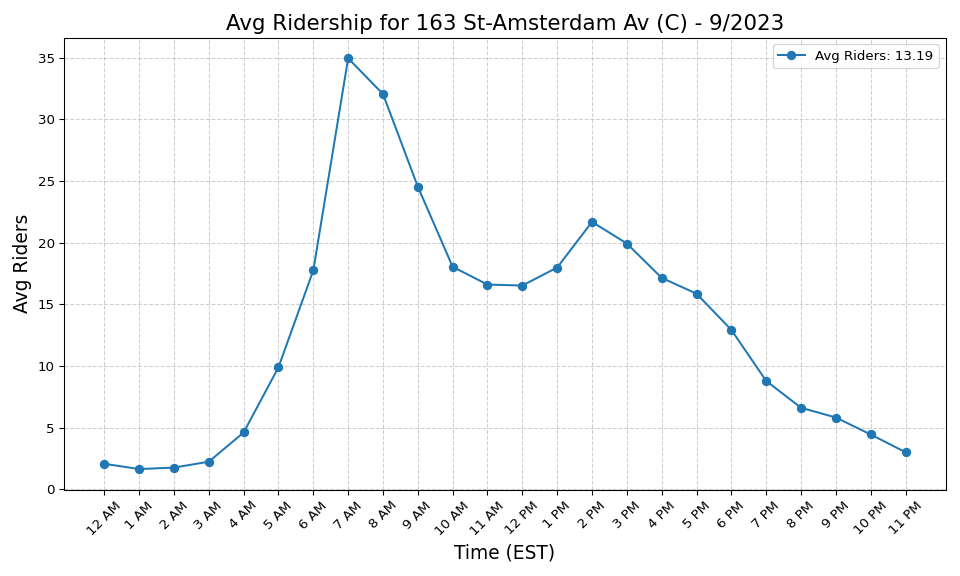 Avg Ridership for 163 St-Amsterdam Av (C) - 9/2023
Avg Riders: 13.19
Avg Riders
35
30
25
20
15
10
5
0
12 AM
1 AM
2 AM
3 AM
4 AM
5 AM
6 AM
7 AM
8 AM
9 AM
10 AM
11 AM
12 PM
1 PM
2 PM
3 PM
4 PM
5 PM
6 PM
7 PM
8 PM
9 PM
10 PM
11 PM
Time (EST)